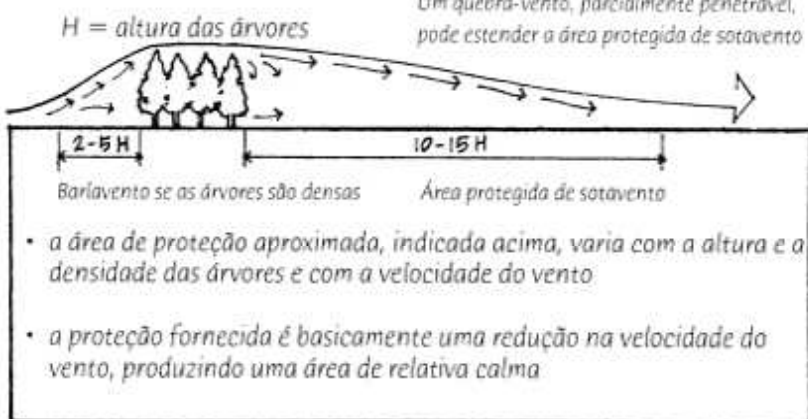 Um quebra-vento, parcialmente penetrável,
pode estender a área protegida de sotavento
H = altura das árvores
2-5 H
10-15 H
Barlavento se as árvores são densas
Área protegida de sotavento
• a área de proteção aproximada, indicada acima, varia com a altura e a
densidade das árvores e com a velocidade do vento
• a proteção fornecida é basicamente uma redução na velocidade do
vento, produzindo uma área de relativa calma